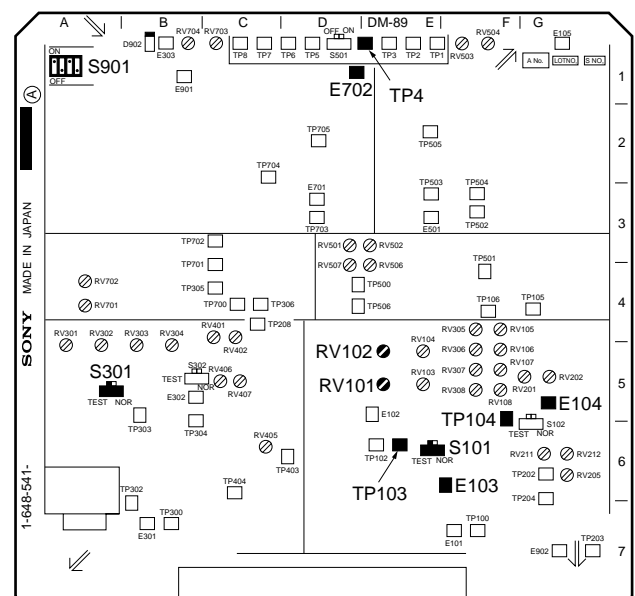 A B C D DM-89 E F G
RV704 RV703 OFF ON RV504 E105
D902 E303 TP8 TP7 TP6 TP5 S501 TP3 TP2 TP1 RV503
ON
S901
OFF
A No. LOTNO. S NO.
E901 E702 TP4 1
A
TP705 TP505 2
TP704
E701 TP503 TP504
TP703 E501 TP502 3
MADE IN JAPAN
TP702 RV501 RV502
TP701 RV507 RV506 TP501
RV702 TP305 TP500 4
RV701 TP700 TP306 TP506 TP106 TP105
SONY
TP208
RV301 RV302 RV303 RV304 RV401 RV402 RV305 RV105
RV102 RV104 RV306 RV106
S301 S302 RV406 RV307 RV107
TEST NOR RV407 RV101 RV103 RV308 RV201 RV202 5
TEST NOR E302 RV108 E104
TP303 TP304 E102 TP104 S102
TEST NOR
RV405 TP102 S101 RV211 RV212 6
TP403 TEST NOR
TP404 TP103 E103 TP202 RV205
TP302 TP204
1-648-541-
E301 TP300 E101 TP100 E902 TP203 7